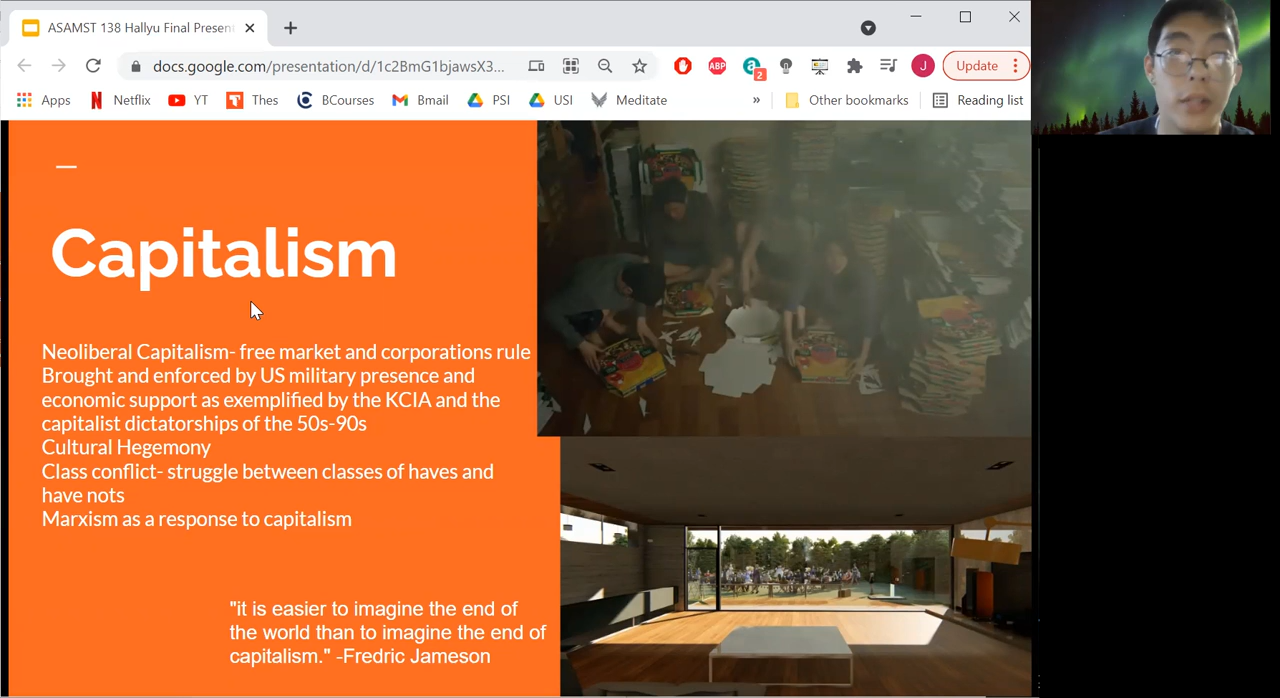 ASAMST 138 Hallyu Final Present
docs.google.com/presentation/d/1c2BmG1bjawsX3...
ABP
a
2
J
Update
Apps
Netflix
YT
Thes
BCourses
Bmail
PSI
USI
Meditate
»
Other bookmarks
Reading list
Capitalism
Neoliberal Capitalism- free market and corporations rule
Brought and enforced by US military presence and
economic support as exemplified by the KCIA and the
capitalist dictatorships of the 50s-90s
Cultural Hegemony
Class conflict- struggle between classes of haves and
have nots
Marxism as a response to capitalism
"it is easier to imagine the end of
the world than to imagine the end of
capitalism." -Fredric Jameson